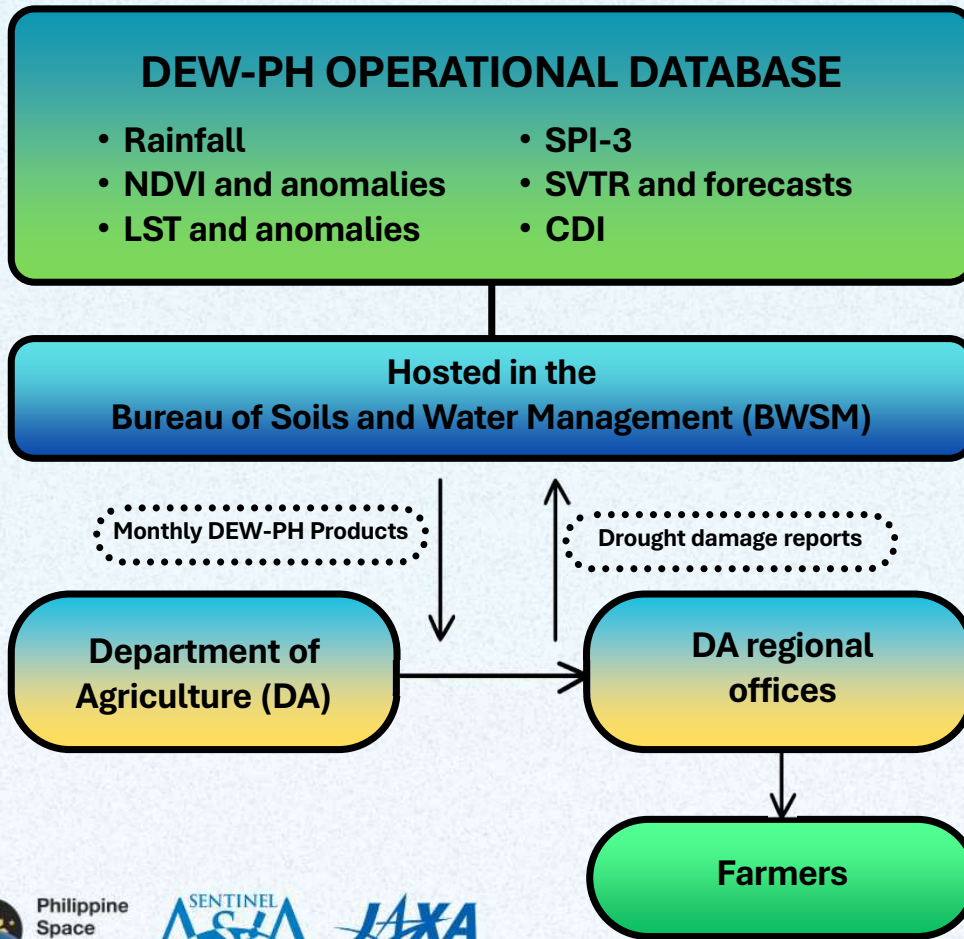 DEW-PH OPERATIONAL DATABASE
• Rainfall
• NDVI and anomalies
• LST and anomalies
• SPI-3
• SVTR and forecasts
• CDI
Hosted in the
Bureau of Soils and Water Management (BWSM)
Monthly DEW-PH Products
Drought damage reports
Department of
Agriculture (DA)
DA regional
offices
Farmers
Philippine
Space
SENTINEL
ASIA
JAXA